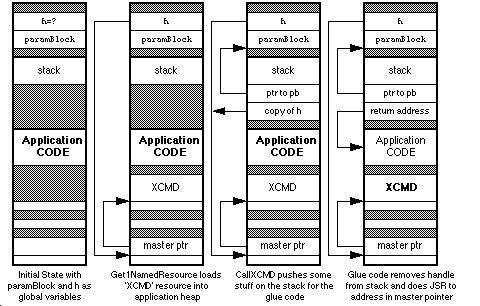 h=?
paramBlock
stack
Application
CODE
Initial State with
paramBlock and h as
global variables
h
paramBlock
stack
Application
CODE
XCMD
master ptr
Get1NamedResource loads
'XCMD' resource into
application heap
h
paramBlock
stack
ptr to pb
copy of h
Application
CODE
XCMD
master ptr
CallXCMD pushes some
stuff on the stack for the
glue code
h
paramBlock
stack
ptr to pb
return address
Application
CODE
XCMD
master ptr
Glue code removes handle
from stack and does JSR to
address in master pointer